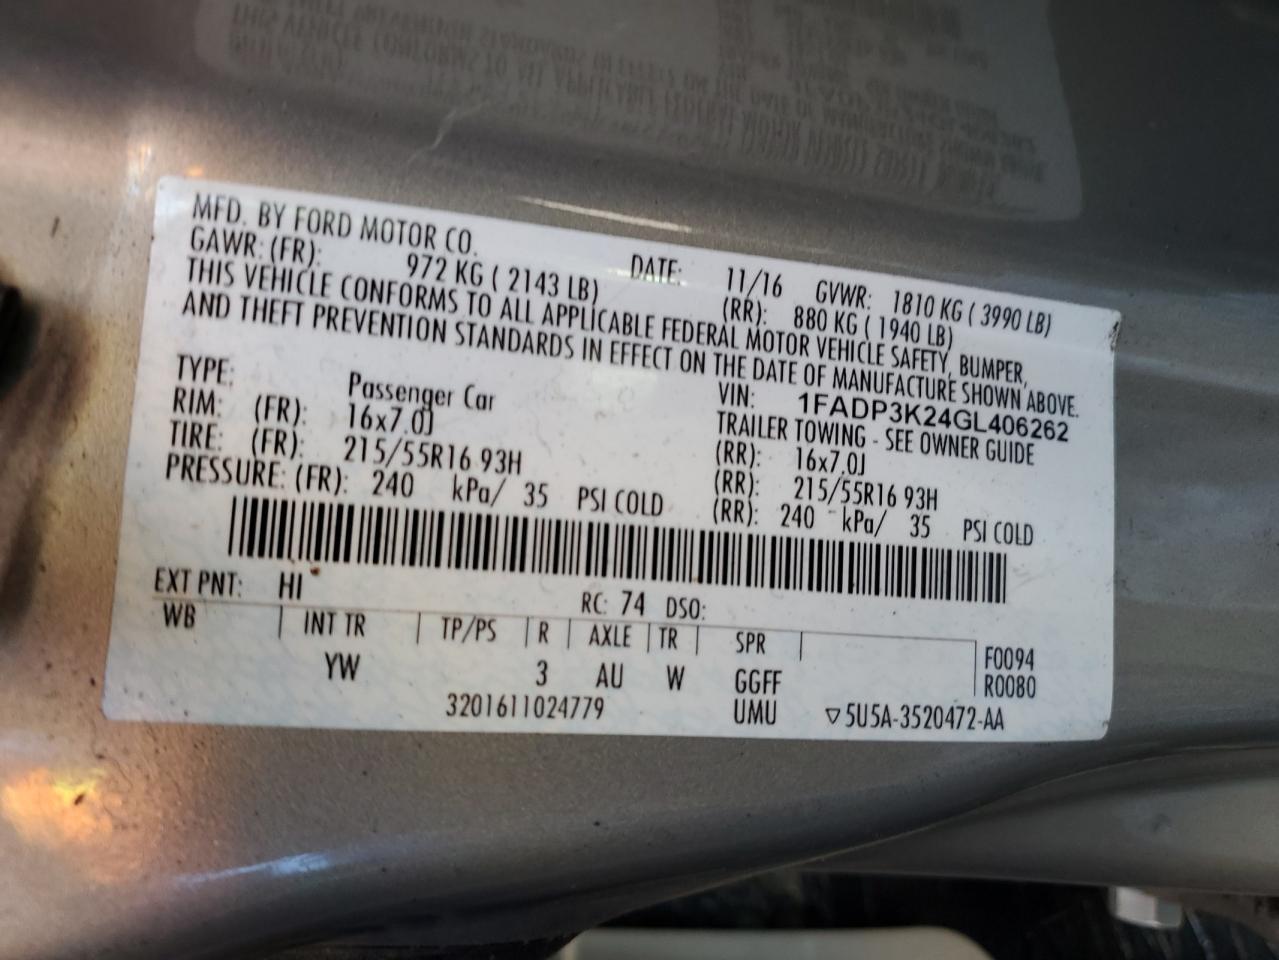 MFD. BY FORD MOTOR CO.
DATE: 11/16 GVWR: 1810 KG ( 3990 LB)
GAWR: (FR): 972 KG ( 2143 LB) (RR): 880 KG ( 1940 LB)
THIS VEHICLE CONFORMS TO ALL APPLICABLE FEDERAL MOTOR VEHICLE SAFETY, BUMPER,
AND THEFT PREVENTION STANDARDS IN EFFECT ON THE DATE OF MANUFACTURE SHOWN ABOVE.
VIN: 1FADP3K24GL406262
TYPE: Passenger Car TRAILER TOWING - SEE OWNER GUIDE
RIM: (FR): 16x7.0J (RR): 16x7.0J
TIRE: (FR): 215/55R16 93H (RR): 215/55R16 93H
PRESSURE: (FR): 240 kPa/ 35 PSI COLD (RR): 240 kPa/ 35 PSI COLD
EXT PNT: HI RC: 74 DSO:
WB INT TR TP/PS R AXLE TR SPR F0094
YW 3 AU W GGFF R0080
3201611024779 UMU ▽5U5A-3520472-AA